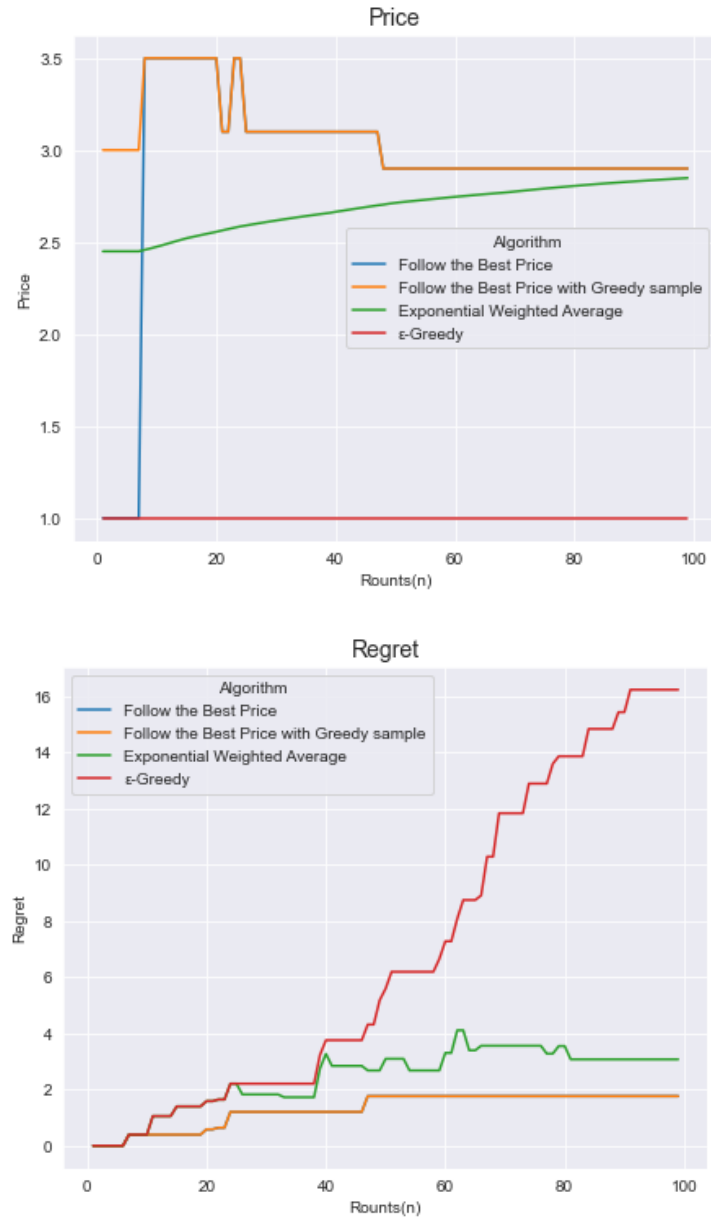 Price
3.5
3.0
2.5
2.0
1.5
1.0
Price
Algorithm
Follow the Best Price
Follow the Best Price with Greedy sample
Exponential Weighted Average
ε-Greedy
0 20 40 60 80 100
Rounts(n)
Regret
16
14
12
10
8
6
4
2
0
Regret
Algorithm
Follow the Best Price
Follow the Best Price with Greedy sample
Exponential Weighted Average
ε-Greedy
0 20 40 60 80 100
Rounts(n)